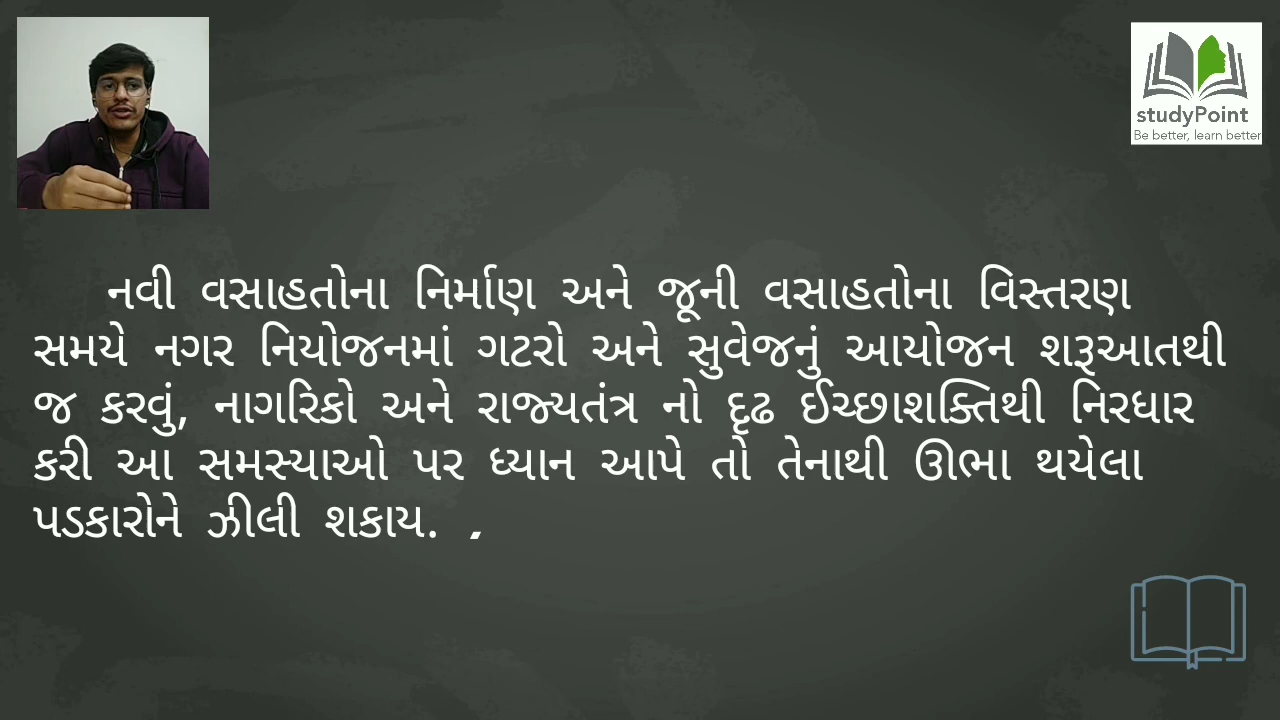 studyPoint
Be better, learn better
નવી વસાહતોના નિર્માણ અને જૂની વસાહતોના વિસ્તરણ
સમયે નગર નિયોજનમાં ગટરો અને સુવેજનું આયોજન શરૂઆતથી
જ કરવું, નાગરિકો અને રાજ્યતંત્ર નો દૃઢ ઈચ્છાશક્તિથી નિરધાર
કરી આ સમસ્યાઓ પર ધ્યાન આપે તો તેનાથી ઊભા થયેલા
પડકારોને ઝીલી શકાય.